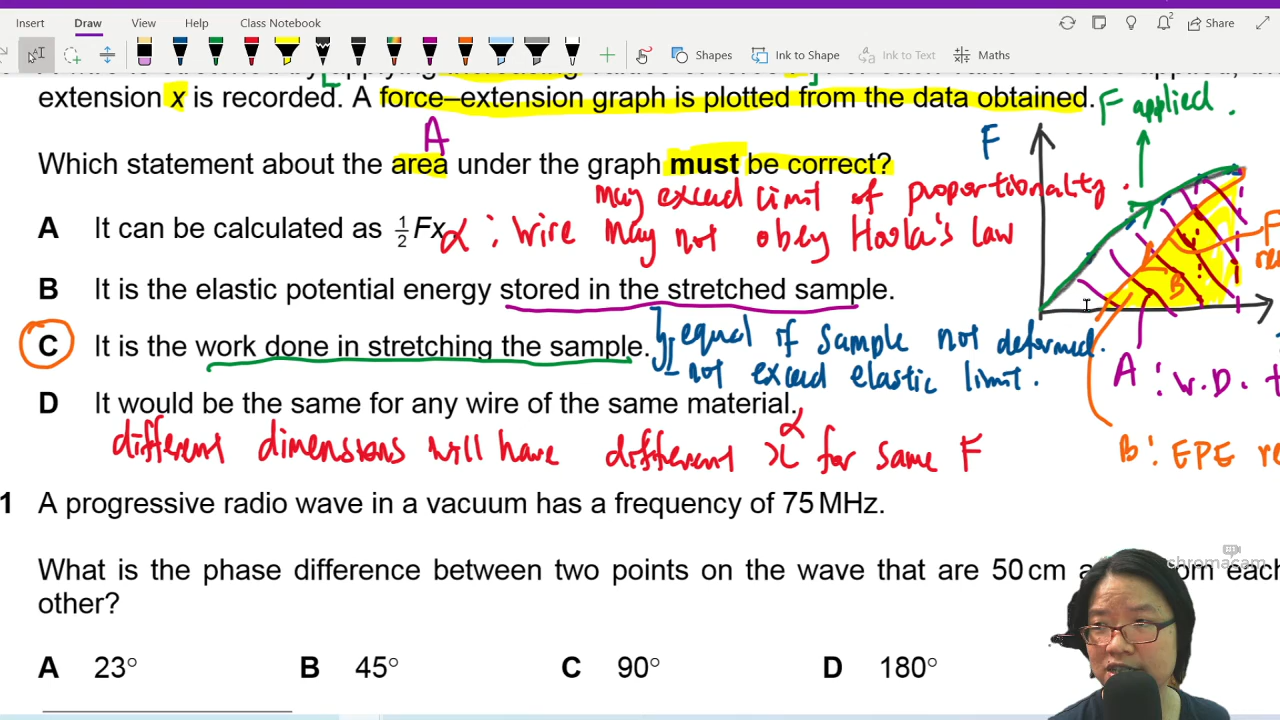 Insert Draw View Help Class Notebook Share
Shapes Ink to Shape Ink to Text Maths
extension x is recorded. A force–extension graph is plotted from the data obtained.
F applied.
A
F
Which statement about the area under the graph must be correct?
may exceed limit of proportionality.
A It can be calculated as ½Fx ∴ wire may not obey Hooke's law
B It is the elastic potential energy stored in the stretched sample.
B
C It is the work done in stretching the sample.
equal if sample not deformed.
not exceed elastic limit.
A: W.D.
D It would be the same for any wire of the same material.
different dimensions will have different x for same F
B: EPE
1 A progressive radio wave in a vacuum has a frequency of 75 MHz.
What is the phase difference between two points on the wave that are 50 cm
other?
chromacam
A 23° B 45° C 90° D 180°